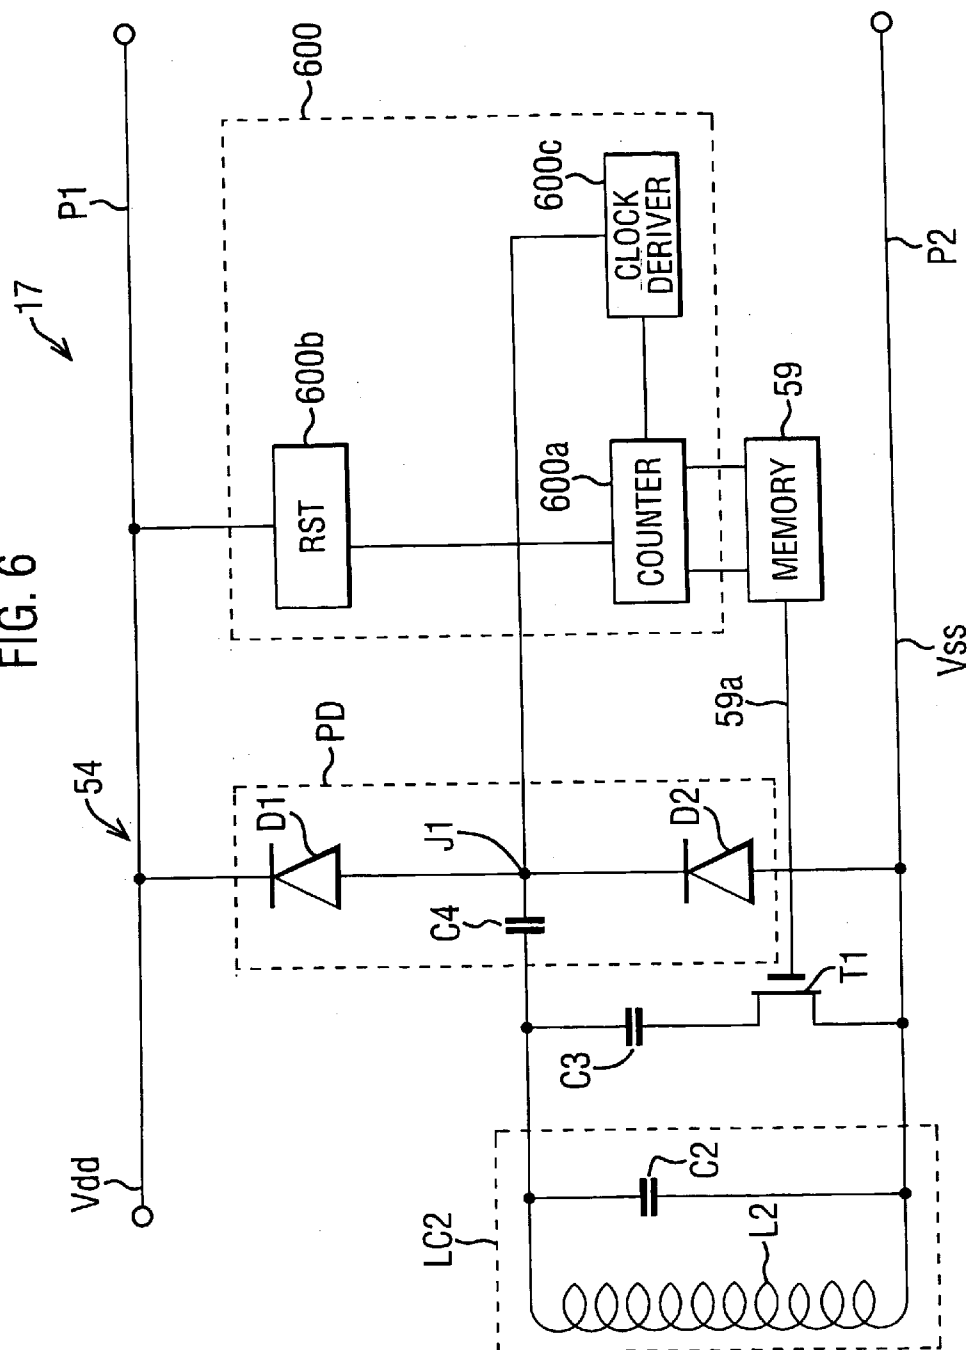 FIG. 6
17
54
Vdd
P1
600
PD
D1
600b
RST
J1
C4
600a
COUNTER
600c
CLOCK
DERIVER
LC2
C2
L2
C3
T1
D2
59a
59
MEMORY
Vss
P2